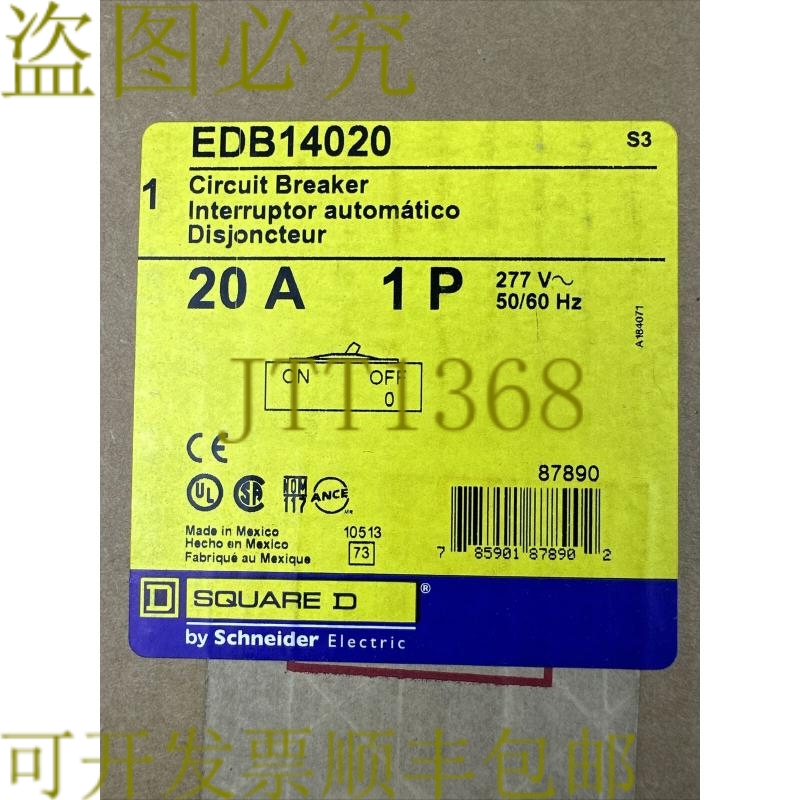 盗图必究
EDB14020
S3
1
Circuit Breaker
Interruptor automático
Disjoncteur
20 A 1 P 277 V~
50/60 Hz
A184071
ON OFF
0
JTT1368
CE
87890
UL SA NOM
117 ANCE
Made in Mexico
Hecho en Mexico
Fabriqué au Mexique
10513
73
7 85901 87890 2
D SQUARE D ®
by Schneider Electric
可开发票顺丰包邮